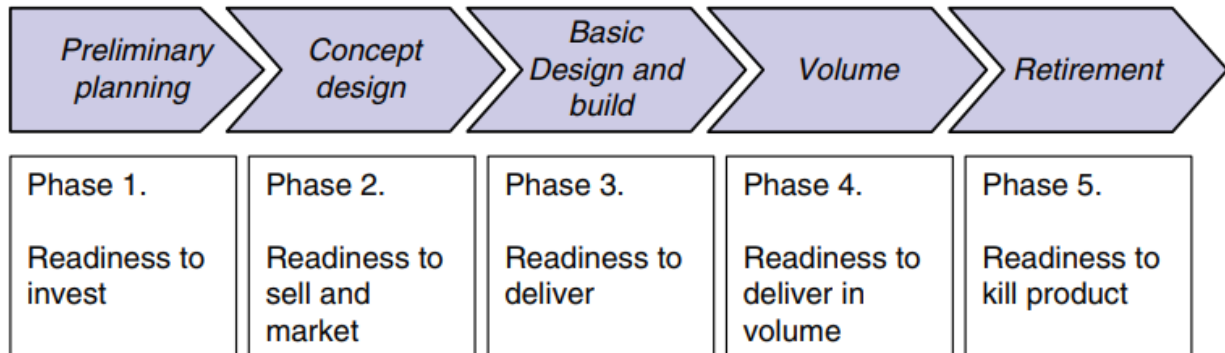 Preliminary
planning
Concept
design
Basic
Design and
build
Volume
Retirement
Phase 1.
Readiness to
invest
Phase 2.
Readiness to
sell and
market
Phase 3.
Readiness to
deliver
Phase 4.
Readiness to
deliver in
volume
Phase 5.
Readiness to
kill product